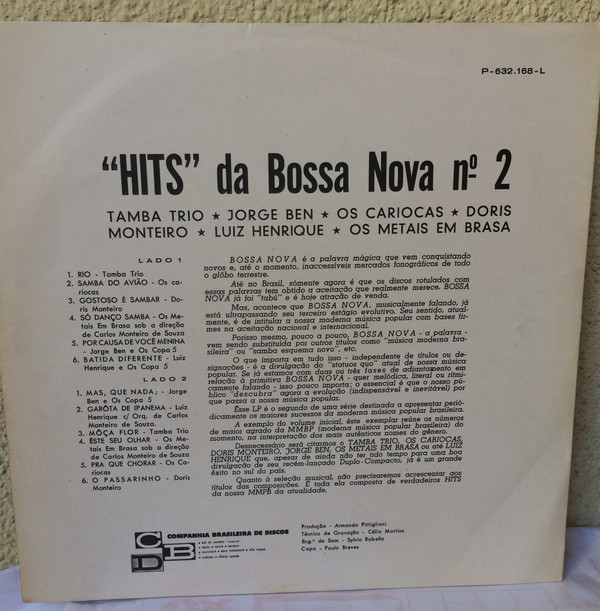 P-632.168-L
"HITS" da Bossa Nova nº 2
TAMBA TRIO ★ JORGE BEN ★ OS CARIOCAS ★ DORIS
MONTEIRO ★ LUIZ HENRIQUE ★ OS METAIS EM BRASA
LADO 1
1. RIO - Tamba Trio
2. SAMBA DO AVIÃO - Os ca-
riocas
3. GOSTOSO É SAMBAR - Do-
ris Monteiro
4. SÓ DANÇO SAMBA - Os Me-
tais Em Brasa sob a direção
de Carlos Monteiro de Souza
5. POR CAUSA DE VOCÊ MENINA
- Jorge Ben e Os Copa 5
6. BATIDA DIFERENTE - Luiz
Henrique e Os Copa 5
LADO 2
1. MAS, QUE NADA; - Jorge
Ben e Os Copa 5
2. GARÔTA DE IPANEMA - Luiz
Henrique c/ Orq. de Carlos
Monteiro de Souza.
3. MÔÇA FLOR - Tamba Trio
4. ÊSTE SEU OLHAR - Os Me-
tais Em Brasa sob a direção
de Carlos Monteiro de Souza
5. PRA QUE CHORAR - Os Ca-
riocas
6. O PASSARINHO - Doris
Monteiro
BOSSA NOVA é a palavra mágica que vem conquistando
novos e, até o momento, inaccessíveis mercados fonográficos de todo
o glôbo terrestre.
Até no Brasil, sòmente agora é que os discos rotulados com
essas palavras tem obtido a aceitação que realmente merece. BOSSA
NOVA já foi "tabú" e é hoje atração de venda.
Mas, acontece que BOSSA NOVA, musicalmente falando, já
está ultrapassando seu terceiro estágio evolutivo. Seu sentido, atual-
mente, é de intitular a nossa moderna música popular com bases fir-
mes na aceitação nacional e internacional.
Porisso mesmo, pouco a pouco, BOSSA NOVA - a palavra -
vem sendo substituída por outros títulos como "música moderna bra-
sileira" ou "samba esquema novo", etc.
O que importa em tudo isso - independente de títulos ou de-
signações - é a divulgação do "status quo" atual de nossa música
popular. Se já estamos com duas ou três fases de adiantamento em
relação à primitiva BOSSA NOVA - quer melódica, literal ou ritmi-
camente falando - isso pouco importa; o essencial é que o nosso pú-
blico "descubra" agora a evolução (indispensável e inevitável) por
que passa a nossa música popular.
Êsse LP é o segundo de uma série destinada a apresentar perió-
dicamente os maiores sucessos da moderna música popular brasileira.
A exemplo do volume inicial, êste exemplar reúne os números
de maior agrado da MMBP (moderna música popular brasileira) do
momento, na interpretação dos mais autênticos nomes do gênero.
Desnecessário será citarmos o TAMBA TRIO, OS CARIOCAS,
DORIS MONTEIRO, JORGE BEN, OS METAIS EM BRASA ou até LUIZ
HENRIQUE que, apesar de ainda não ter tido tempo para uma boa
divulgação de seu recém-lançado Duplo-Compacto, já é um grande
êxito no sul do país.
Quanto à seleção musical, não precisaremos acrescentar aos
títulos das composições. É toda ela composta de verdadeiros HITS
da nossa MMPB da atualidade.
CBD
COMPANHIA BRASILEIRA DE DISCOS
Produção - Armando Pittiglioni
Técnico de Gravação - Célio Martins
Eng.º de Som - Sylvio Rabello
Capa - Paulo Breves